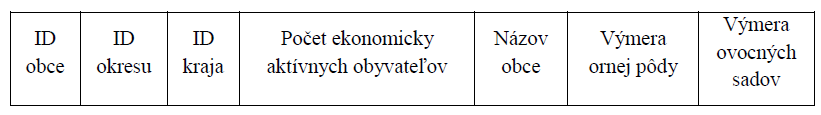 ID
obce
ID
okresu
ID
kraja
Počet ekonomicky
aktívnych obyvateľov
Názov
obce
Výmera
ornej pôdy
Výmera
ovocných
sadov